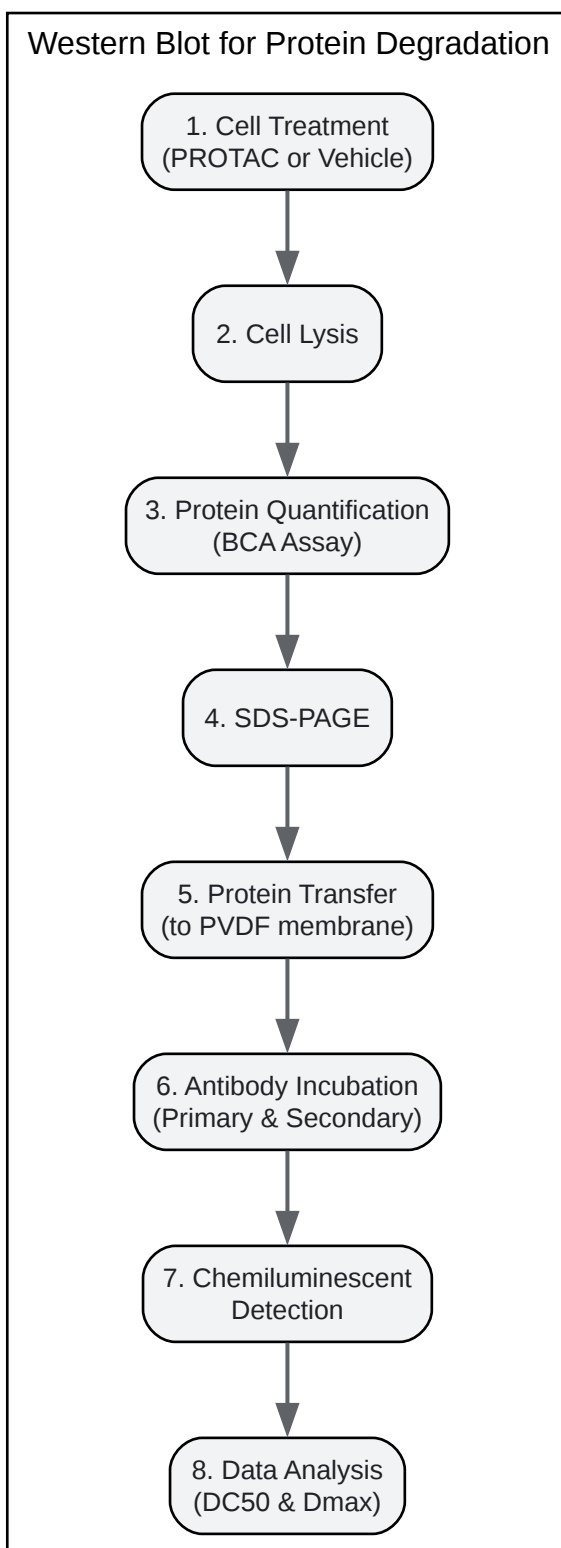 Western Blot for Protein Degradation
1. Cell Treatment
(PROTAC or Vehicle)
2. Cell Lysis
3. Protein Quantification
(BCA Assay)
4. SDS-PAGE
5. Protein Transfer
(to PVDF membrane)
6. Antibody Incubation
(Primary & Secondary)
7. Chemiluminescent
Detection
8. Data Analysis
(DC50 & Dmax)